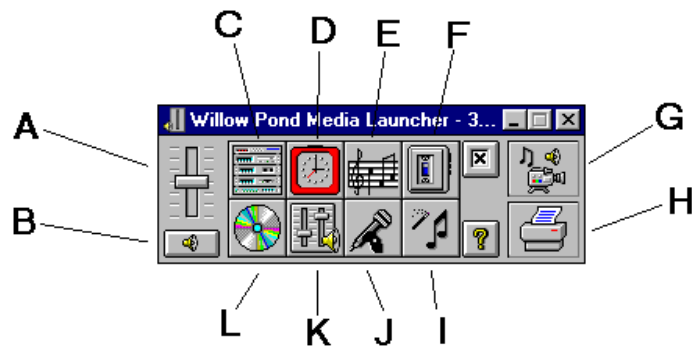 C D E F
A G
Willow Pond Media Launcher - 3...
B H
?
L K J I